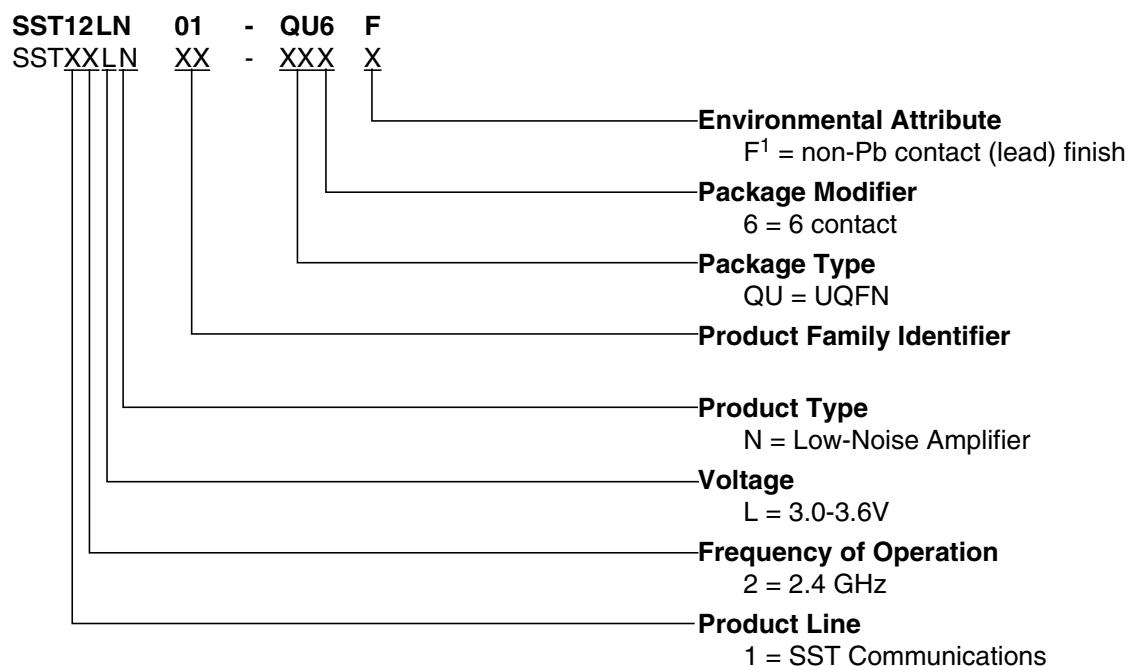 SST12LN 01 - QU6 F
SSTXXLN XX - XXX X
Environmental Attribute
F1 = non-Pb contact (lead) finish
Package Modifier
6 = 6 contact
Package Type
QU = UQFN
Product Family Identifier
Product Type
N = Low-Noise Amplifier
Voltage
L = 3.0-3.6V
Frequency of Operation
2 = 2.4 GHz
Product Line
1 = SST Communications